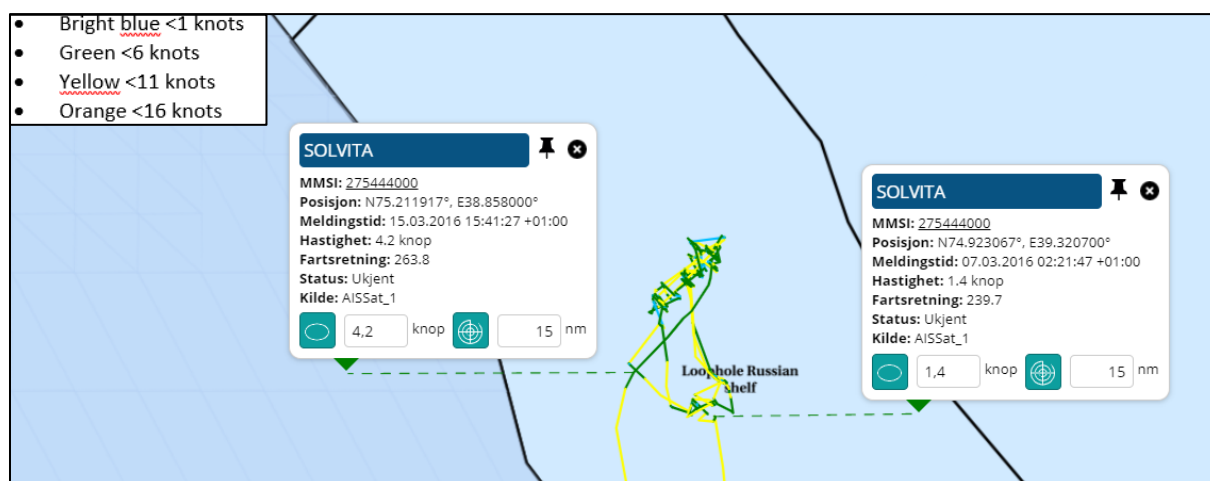 • Bright blue <1 knots
• Green <6 knots
• Yellow <11 knots
• Orange <16 knots
SOLVITA
MMSI: 275444000
Posisjon: N75.211917°, E38.858000°
Meldingstid: 15.03.2016 15:41:27 +01:00
Hastighet: 4.2 knop
Fartsretning: 263.8
Status: Ukjent
Kilde: AISSat_1
4,2 knop 15 nm
SOLVITA
MMSI: 275444000
Posisjon: N74.923067°, E39.320700°
Meldingstid: 07.03.2016 02:21:47 +01:00
Hastighet: 1.4 knop
Fartsretning: 239.7
Status: Ukjent
Kilde: AISSat_1
1,4 knop 15 nm
Loophole Russian
Shelf